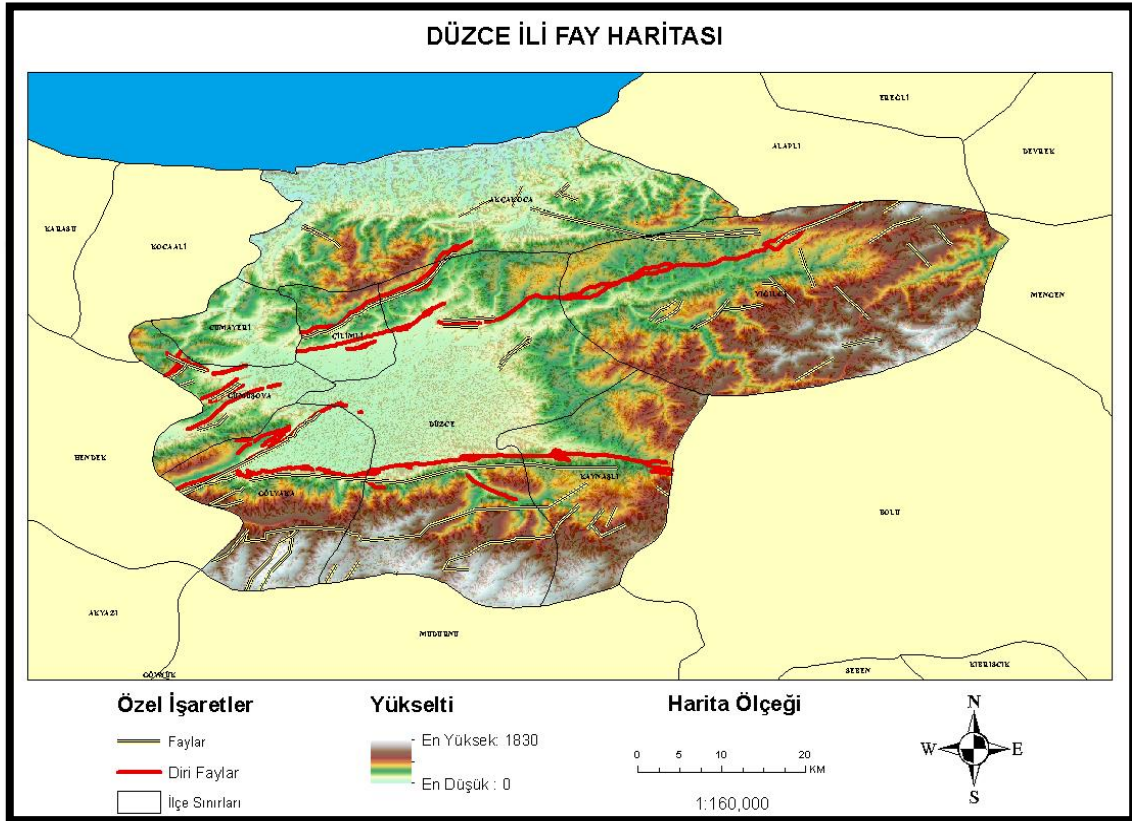 DÜZCE İLİ FAY HARİTASI
EREĞLİ
ALAPLI
DEVREK
KARASU
KOCAALİ
AKÇAKOCA
MENGEN
YIĞILCA
CUMAYERİ
ÇİLİMLİ
GÜMÜŞOVA
DÜZCE
HENDEK
GÖLYAKA
KAYNAŞLI
BOLU
AKYAZI
MUDURNU
GÖYNÜK
SEBEN
KIBRISCIK
Özel İşaretler
Faylar
Diri Faylar
İlçe Sınırları
Yükselti
En Yüksek: 1830
En Düşük : 0
Harita Ölçeği
0 5 10 20
KM
1:160,000
N
W E
S